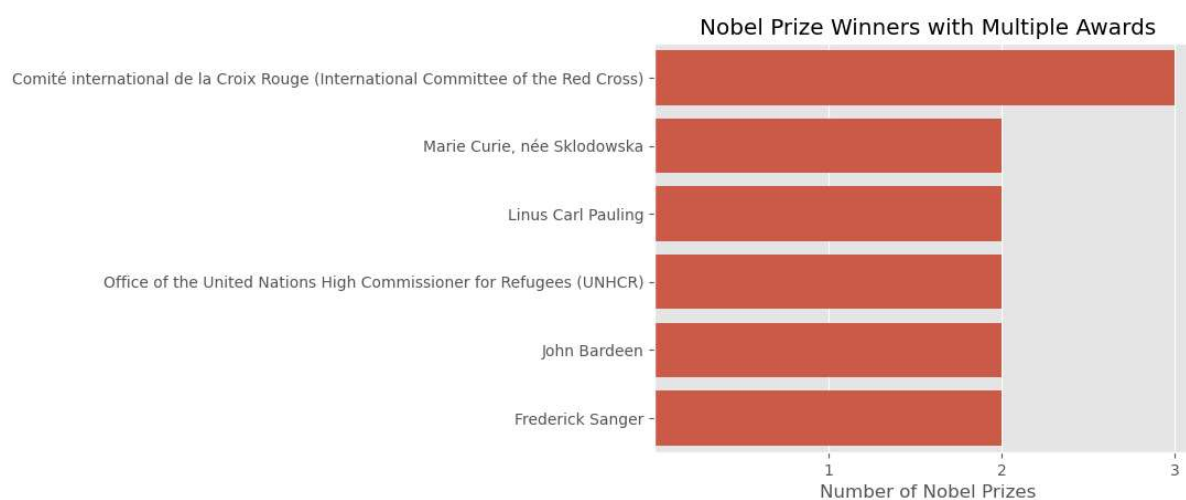 Nobel Prize Winners with Multiple Awards
Comité international de la Croix Rouge (International Committee of the Red Cross)
Marie Curie, née Sklodowska
Linus Carl Pauling
Office of the United Nations High Commissioner for Refugees (UNHCR)
John Bardeen
Frederick Sanger
1 2 3
Number of Nobel Prizes